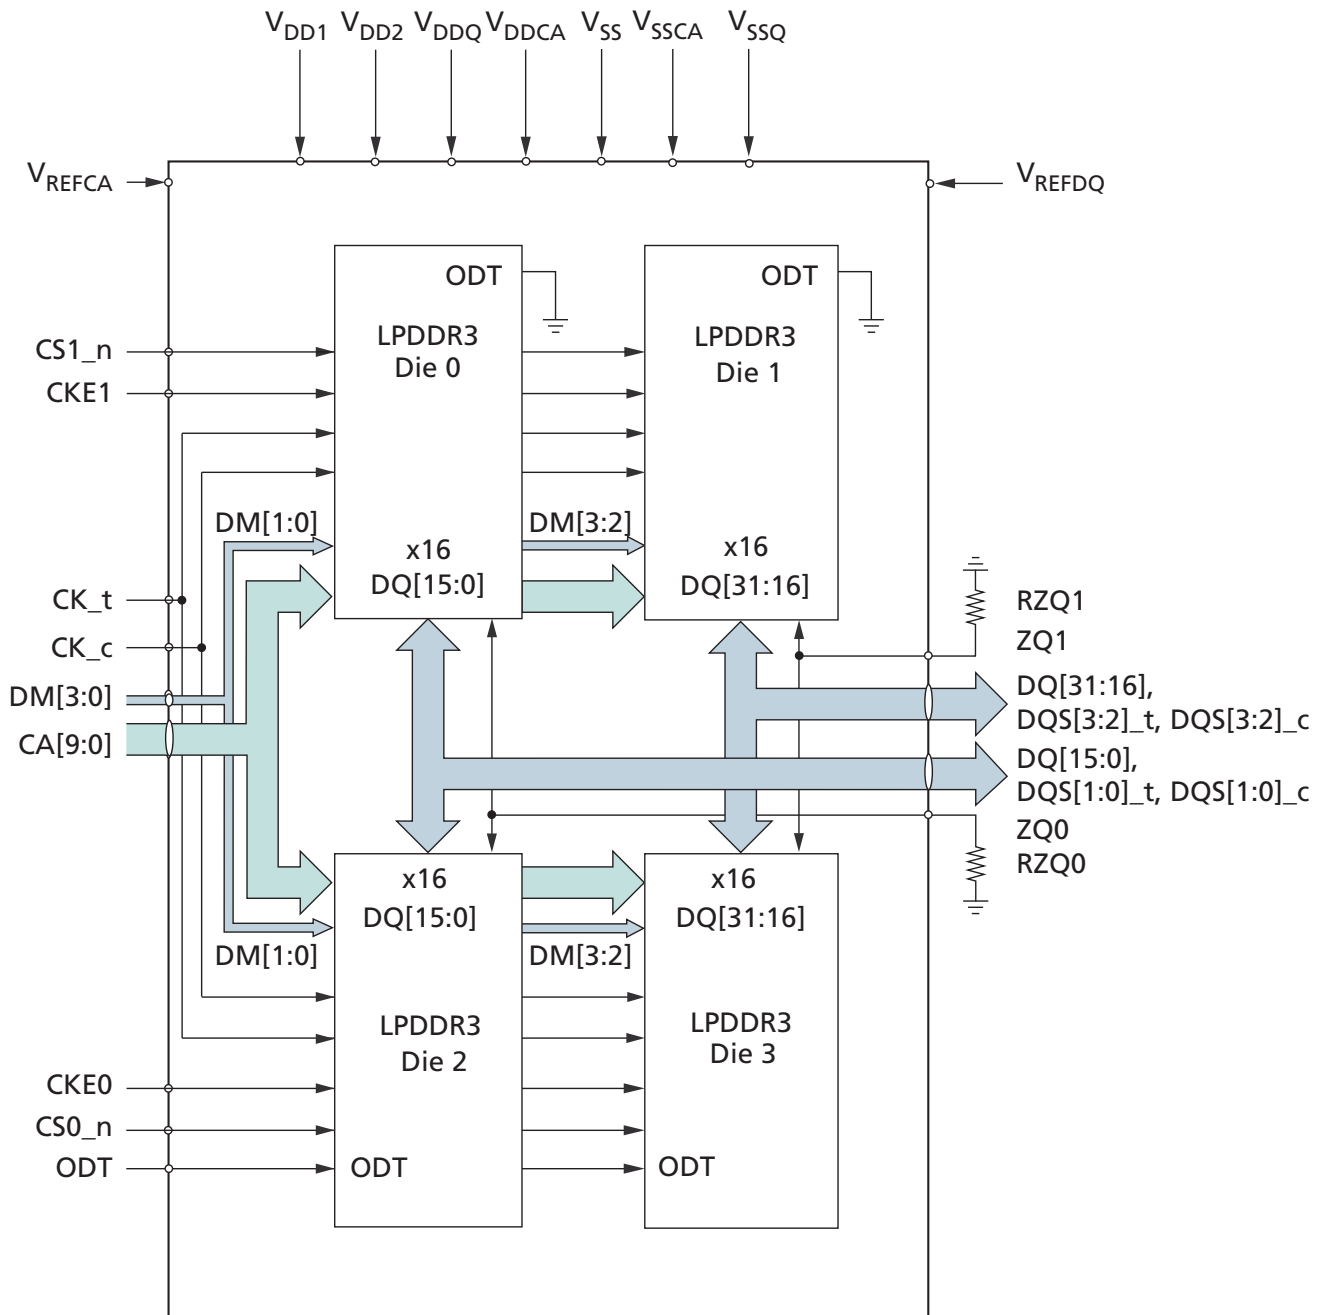 VDD1 VDD2 VDDQ VDDCA VSS VSSCA VSSQ
VREFCA
VREFDQ
ODT
ODT
LPDDR3
Die 0
LPDDR3
Die 1
CS1_n
CKE1
DM[1:0]
DM[3:2]
x16
DQ[15:0]
x16
DQ[31:16]
CK_t
CK_c
DM[3:0]
CA[9:0]
RZQ1
ZQ1
DQ[31:16],
DQS[3:2]_t, DQS[3:2]_c
DQ[15:0],
DQS[1:0]_t, DQS[1:0]_c
ZQ0
RZQ0
x16
DQ[15:0]
x16
DQ[31:16]
DM[1:0]
DM[3:2]
LPDDR3
Die 2
LPDDR3
Die 3
CKE0
CS0_n
ODT
ODT
ODT